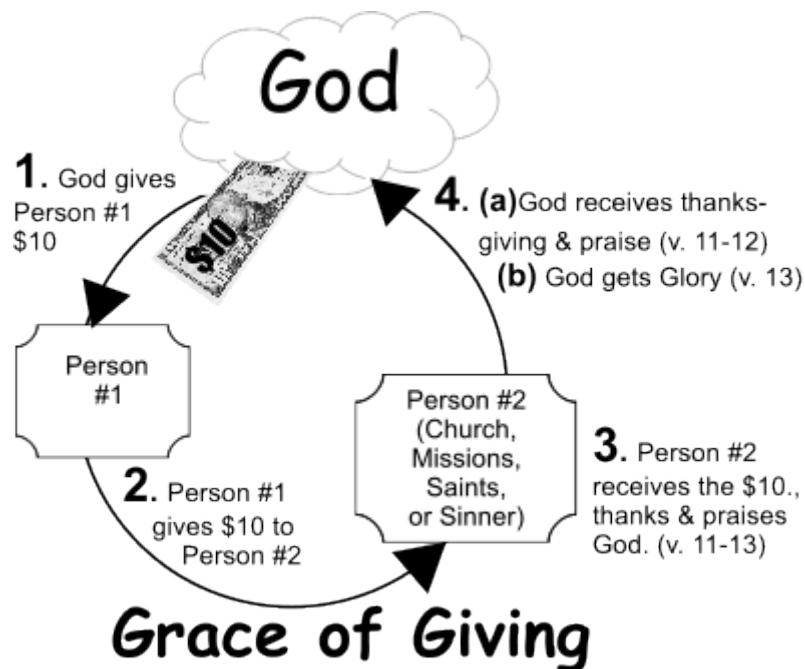 God
1. God gives
Person #1
$10
$10
Person
#1
2. Person #1
gives $10 to
Person #2
Person #2
(Church,
Missions,
Saints,
or Sinner)
3. Person #2
receives the $10.,
thanks & praises
God. (v. 11-13)
4. (a)God receives thanks-
giving & praise (v. 11-12)
(b) God gets Glory (v. 13)
Grace of Giving